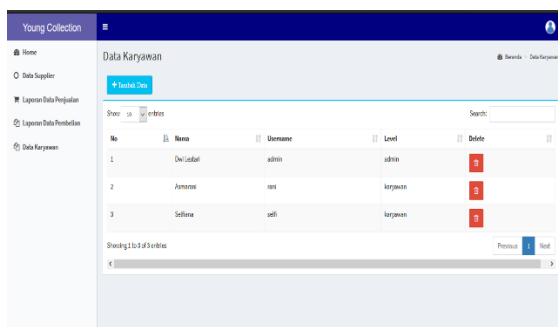 Young Collection
Home
Data Supplier
Laporan Data Penjualan
Laporan Data Pembelian
Data Karyawan
Data Karyawan
Beranda > Data Karyawan
+ Tambah Data
Show 10 entries
Search:
No Nama Username Level Delete
1 Dwi Lestari admin admin
2 Asmarani rani karyawan
3 Selfiana selfi karyawan
Showing 1 to 3 of 3 entries
Previous 1 Next